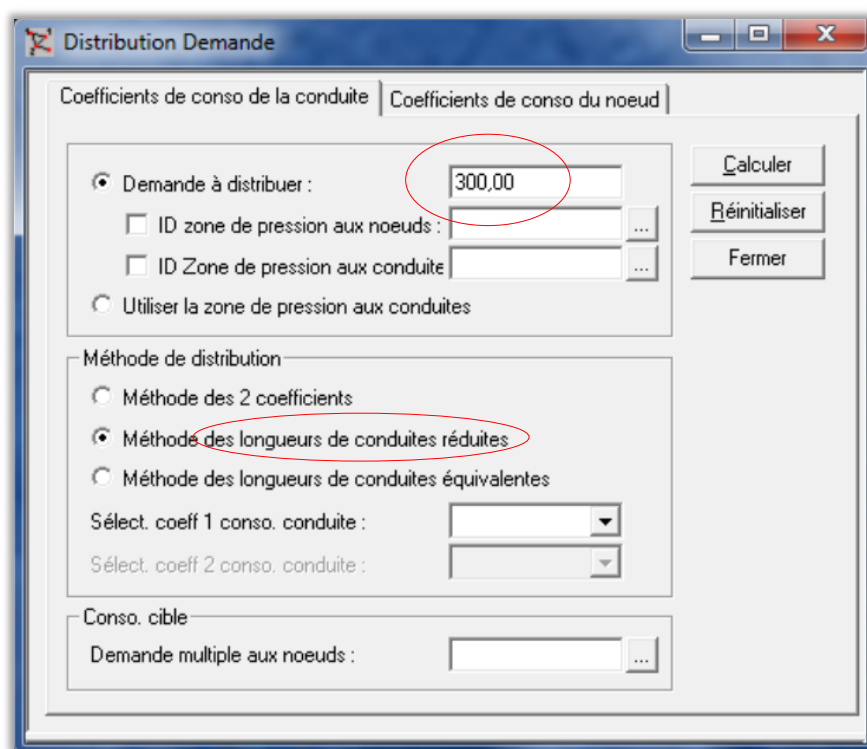 Distribution Demande
Coefficients de conso de la conduite
Coefficients de conso du noeud
Demande à distribuer :
300,00
ID zone de pression aux noeuds :
...
ID Zone de pression aux conduite
...
Utiliser la zone de pression aux conduites
Calculer
Réinitialiser
Fermer
Méthode de distribution
Méthode des 2 coefficients
Méthode des longueurs de conduites réduites
Méthode des longueurs de conduites équivalentes
Sélect. coeff 1 conso. conduite :
Sélect. coeff 2 conso. conduite :
Conso. cible
Demande multiple aux noeuds :
...